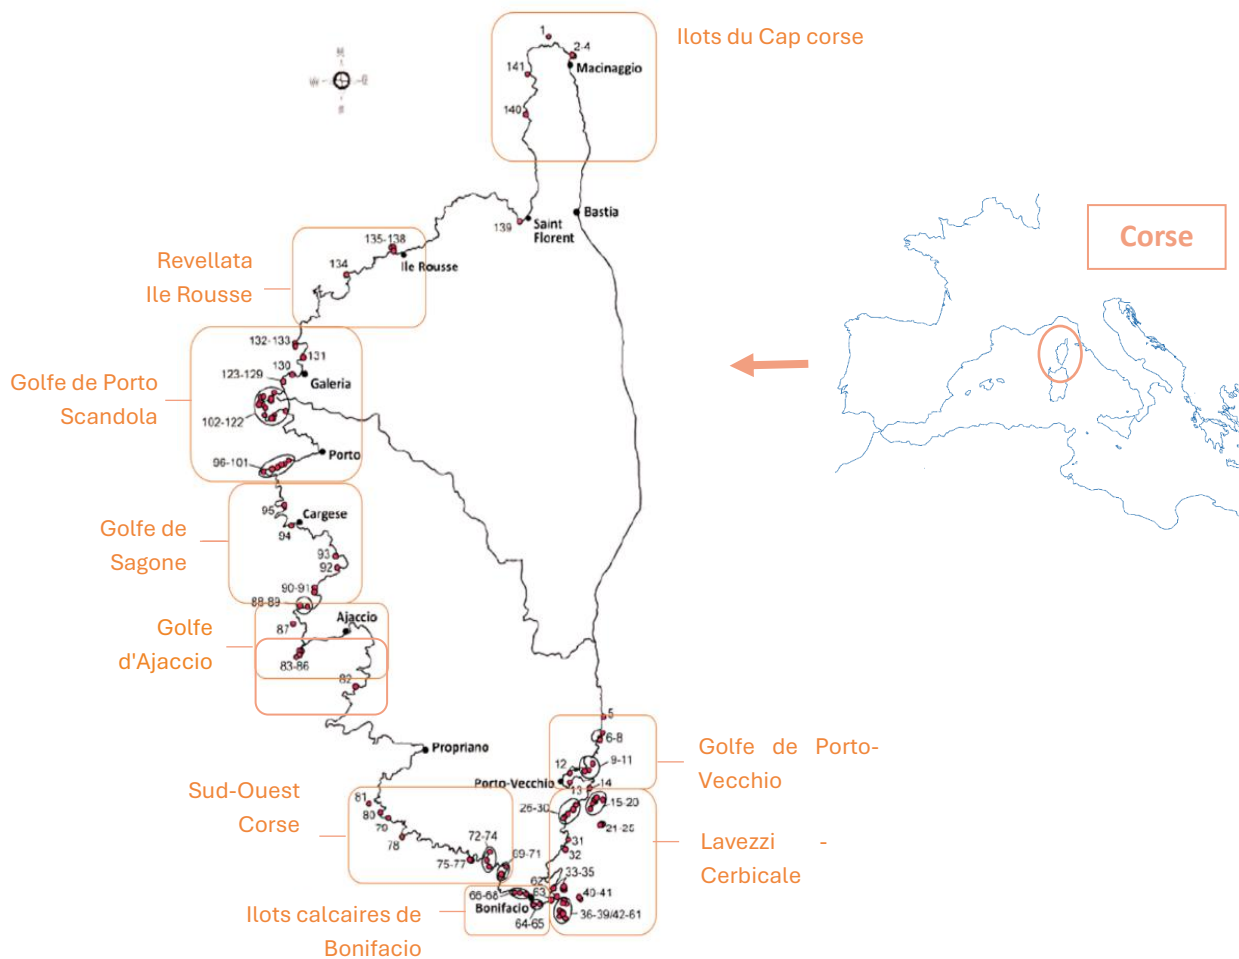 1
Ilots du Cap corse
2-4
Macinaggio
141
140
Corse
Bastia
Saint
Florent
139
135-138
Ile Rousse
134
Revellata
Ile Rousse
132-133
131
130
123-129
Galeria
Golfe de Porto
Scandola
102-122
Porto
96-101
95
Cargese
94
Golfe de
Sagone
93
92
90-91
88-89
Ajaccio
87
Golfe
d'Ajaccio
83-86
82
5
6-8
Propriano
Golfe de Porto-
Vecchio
9-11
12
Porto-Vecchio
13
14
Sud-Ouest
Corse
81
80
79
78
26-30
15-20
21-25
72-74
75-77
69-71
31
32
Lavezzi -
Cerbicale
33-35
62
63
40-41
66-68
Bonifacio
64-65
36-39/42-61
Ilots calcaires de
Bonifacio